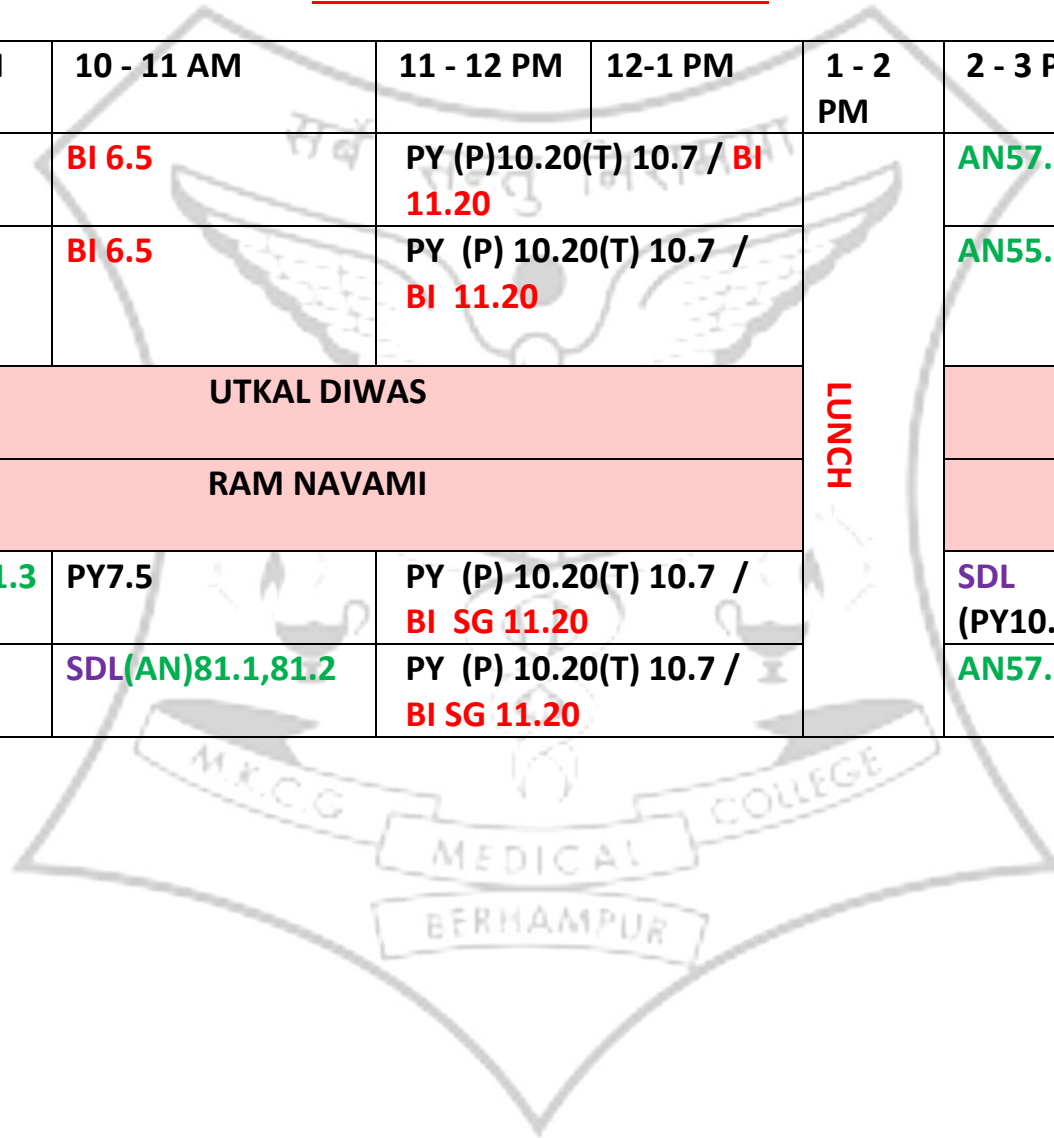 10 - 11 AM 11 - 12 PM 12-1 PM 1 - 2 2 - 3 P
PM
BI 6.5 PY (P)10.20(T) 10.7 / BI AN57.
11.20
BI 6.5 PY (P) 10.20(T) 10.7 / AN55.
BI 11.20
UTKAL DIWAS
LUNCH
RAM NAVAMI
1.3 PY7.5 PY (P) 10.20(T) 10.7 / SDL
BI SG 11.20 (PY10.
SDL(AN)81.1,81.2 PY (P) 10.20(T) 10.7 / AN57.
BI SG 11.20
M.K.C.G MEDICAL COLLEGE
BERHAMPUR